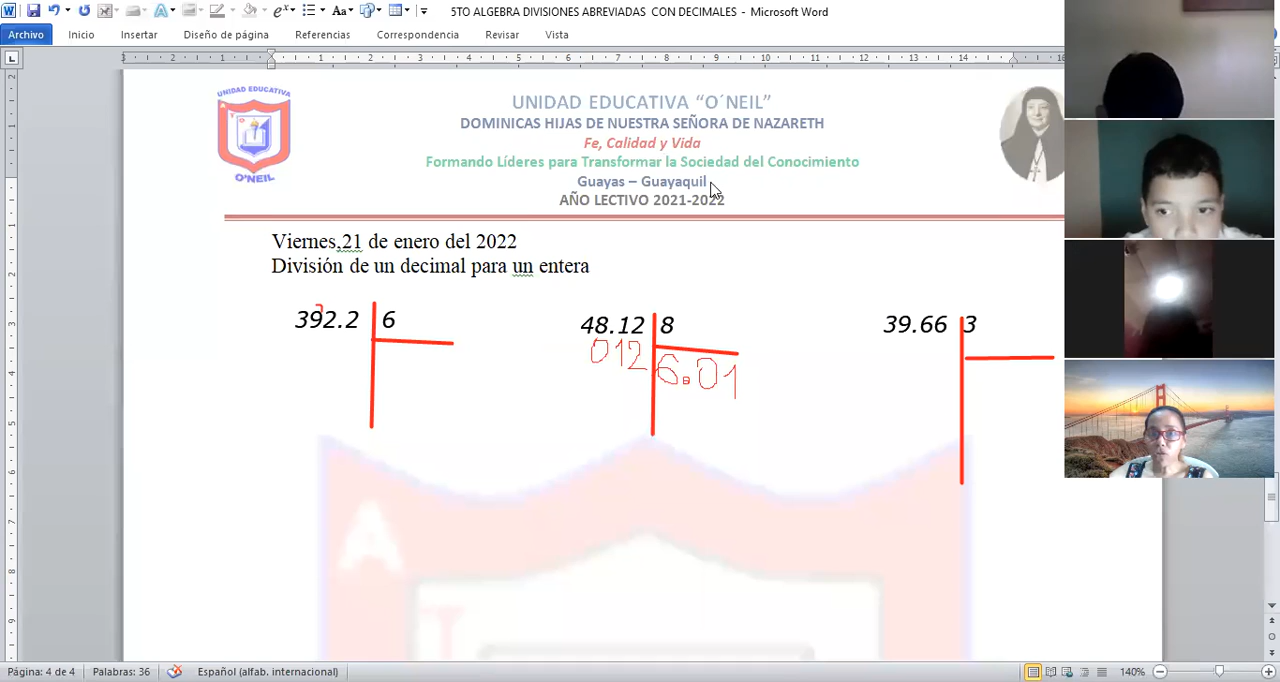 5TO ALGEBRA DIVISIONES ABREVIADAS CON DECIMALES - Microsoft Word
Archivo Inicio Insertar Diseño de página Referencias Correspondencia Revisar Vista
UNIDAD EDUCATIVA
O'NEIL
UNIDAD EDUCATIVA “O´NEIL”
DOMINICAS HIJAS DE NUESTRA SEÑORA DE NAZARETH
Fe, Calidad y Vida
Formando Líderes para Transformar la Sociedad del Conocimiento
Guayas – Guayaquil
AÑO LECTIVO 2021-2022
Viernes,21 de enero del 2022
División de un decimal para un entera
392.2 6
48.12 8
012 6.01
39.66 3
A
T
Página: 4 de 4 Palabras: 36 Español (alfab. internacional) 140%